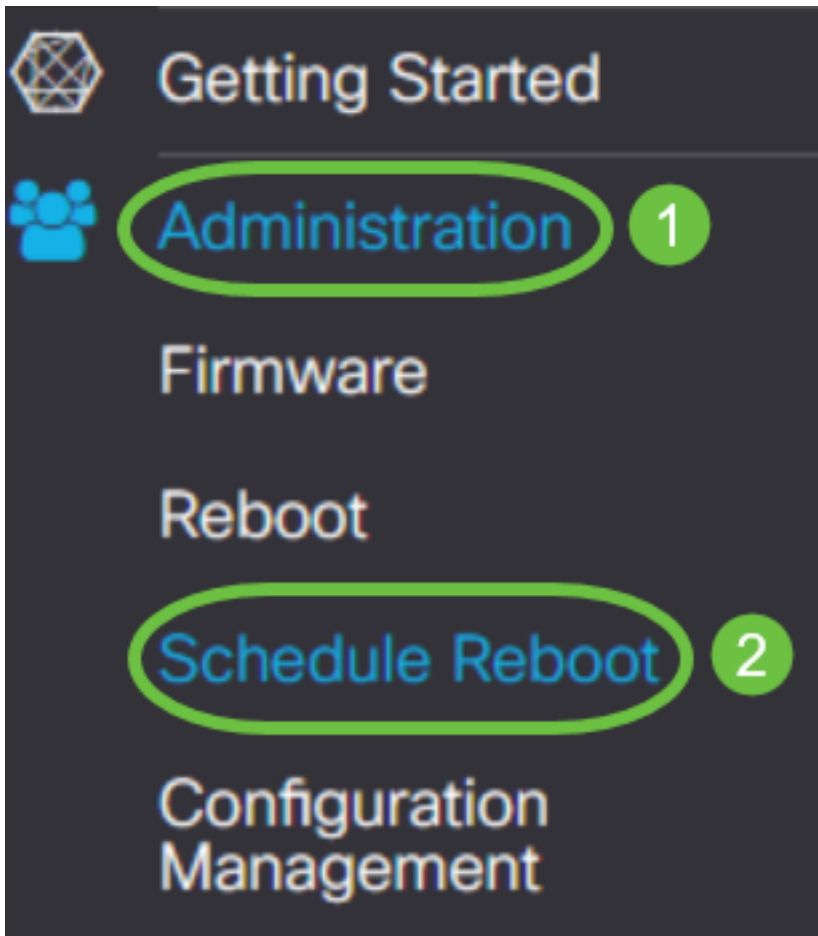 Getting Started
Administration 1
Firmware
Reboot
Schedule Reboot 2
Configuration
Management